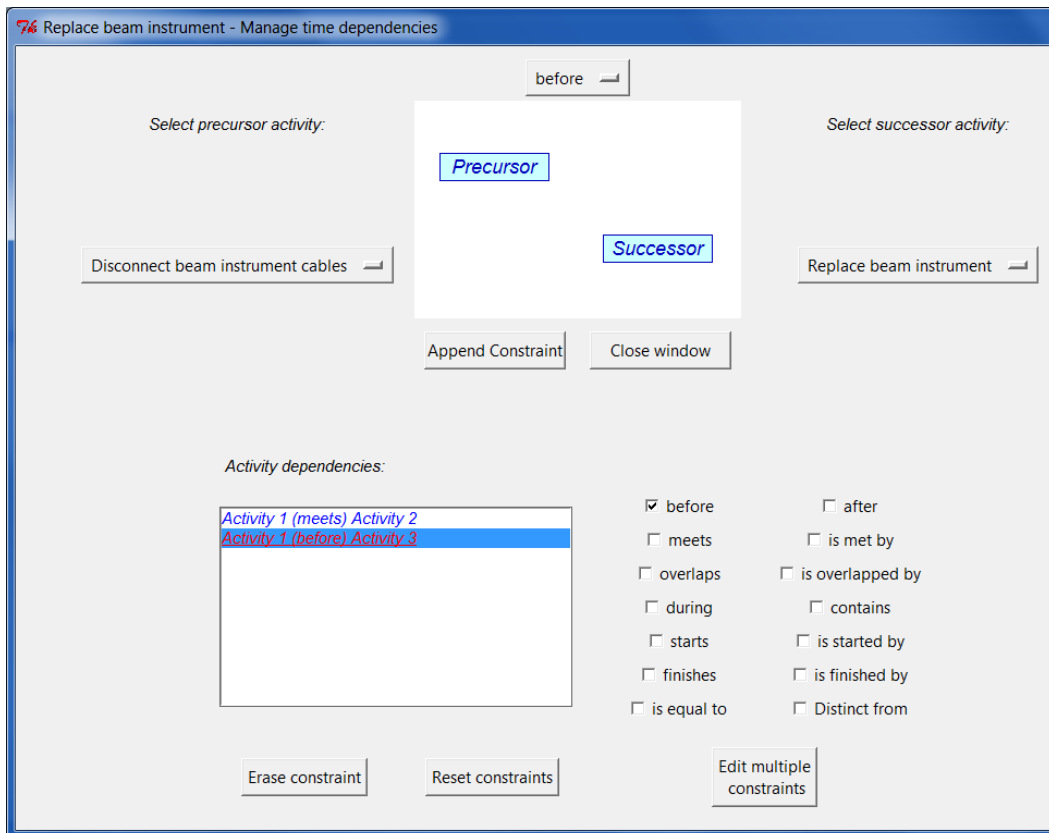 Replace beam instrument - Manage time dependencies
before
Select precursor activity:
Select successor activity:
Precursor
Successor
Disconnect beam instrument cables
Replace beam instrument
Append Constraint
Close window
Activity dependencies:
Activity 1 (meets) Activity 2
Activity 1 (before) Activity 3
before
after
meets
is met by
overlaps
is overlapped by
during
contains
starts
is started by
finishes
is finished by
is equal to
Distinct from
Erase constraint
Reset constraints
Edit multiple
constraints